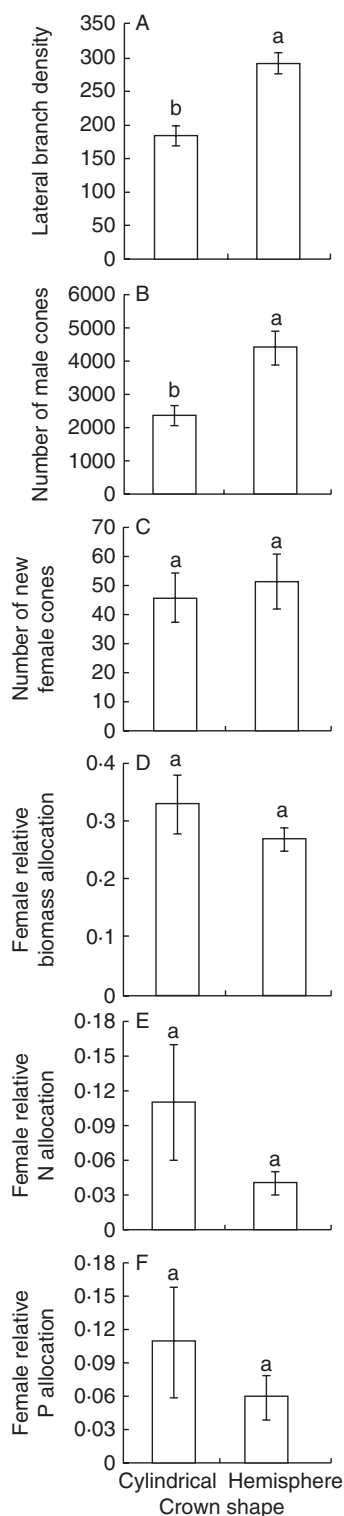 A
Lateral branch density
350
300
250
200
150
100
50
0
b
a
B
Number of male cones
6000
5000
4000
3000
2000
1000
0
b
a
C
Number of new
female cones
70
60
50
40
30
20
10
0
a
a
D
Female relative
biomass allocation
0·4
0·3
0·2
0·1
0
a
a
E
Female relative
N allocation
0·18
0·15
0·12
0·09
0·06
0·03
0
a
a
F
Female relative
P allocation
0·18
0·15
0·12
0·09
0·06
0·03
0
a
a
Cylindrical Hemisphere
Crown shape